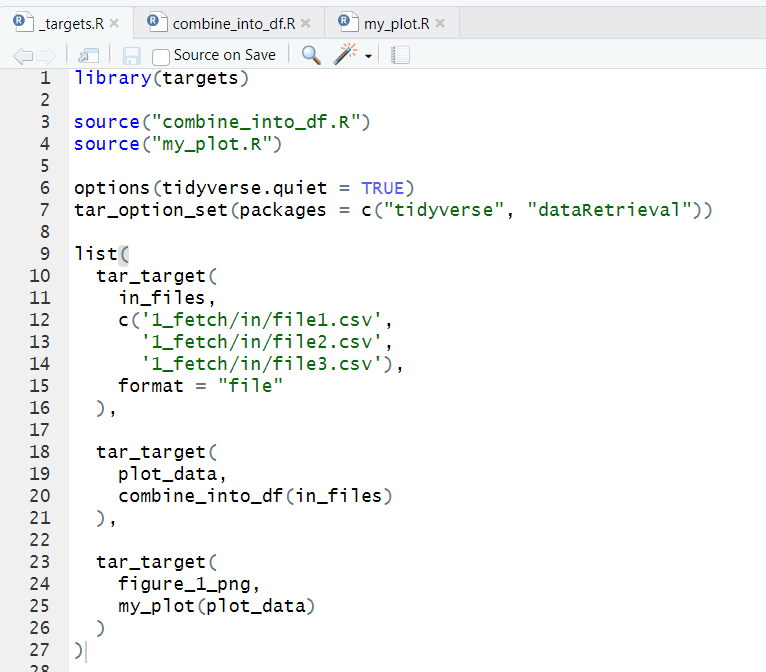 _targets.R
combine_into_df.R
my_plot.R
Source on Save
1 library(targets)
2
3 source("combine_into_df.R")
4 source("my_plot.R")
5
6 options(tidyverse.quiet = TRUE)
7 tar_option_set(packages = c("tidyverse", "dataRetrieval"))
8
9 list(
10   tar_target(
11     in_files,
12     c('1_fetch/in/file1.csv',
13       '1_fetch/in/file2.csv',
14       '1_fetch/in/file3.csv'),
15     format = "file"
16   ),
17
18   tar_target(
19     plot_data,
20     combine_into_df(in_files)
21   ),
22
23   tar_target(
24     figure_1_png,
25     my_plot(plot_data)
26   )
27 )
28